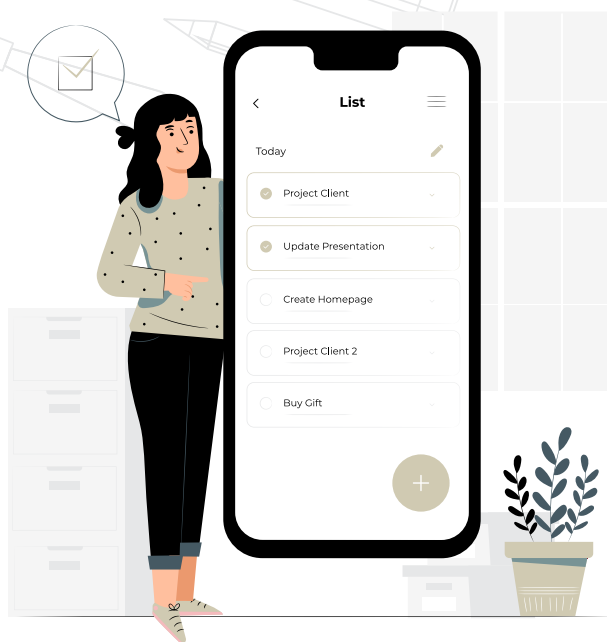 List
Today
Project Client
Update Presentation
Create Homepage
Project Client 2
Buy Gift